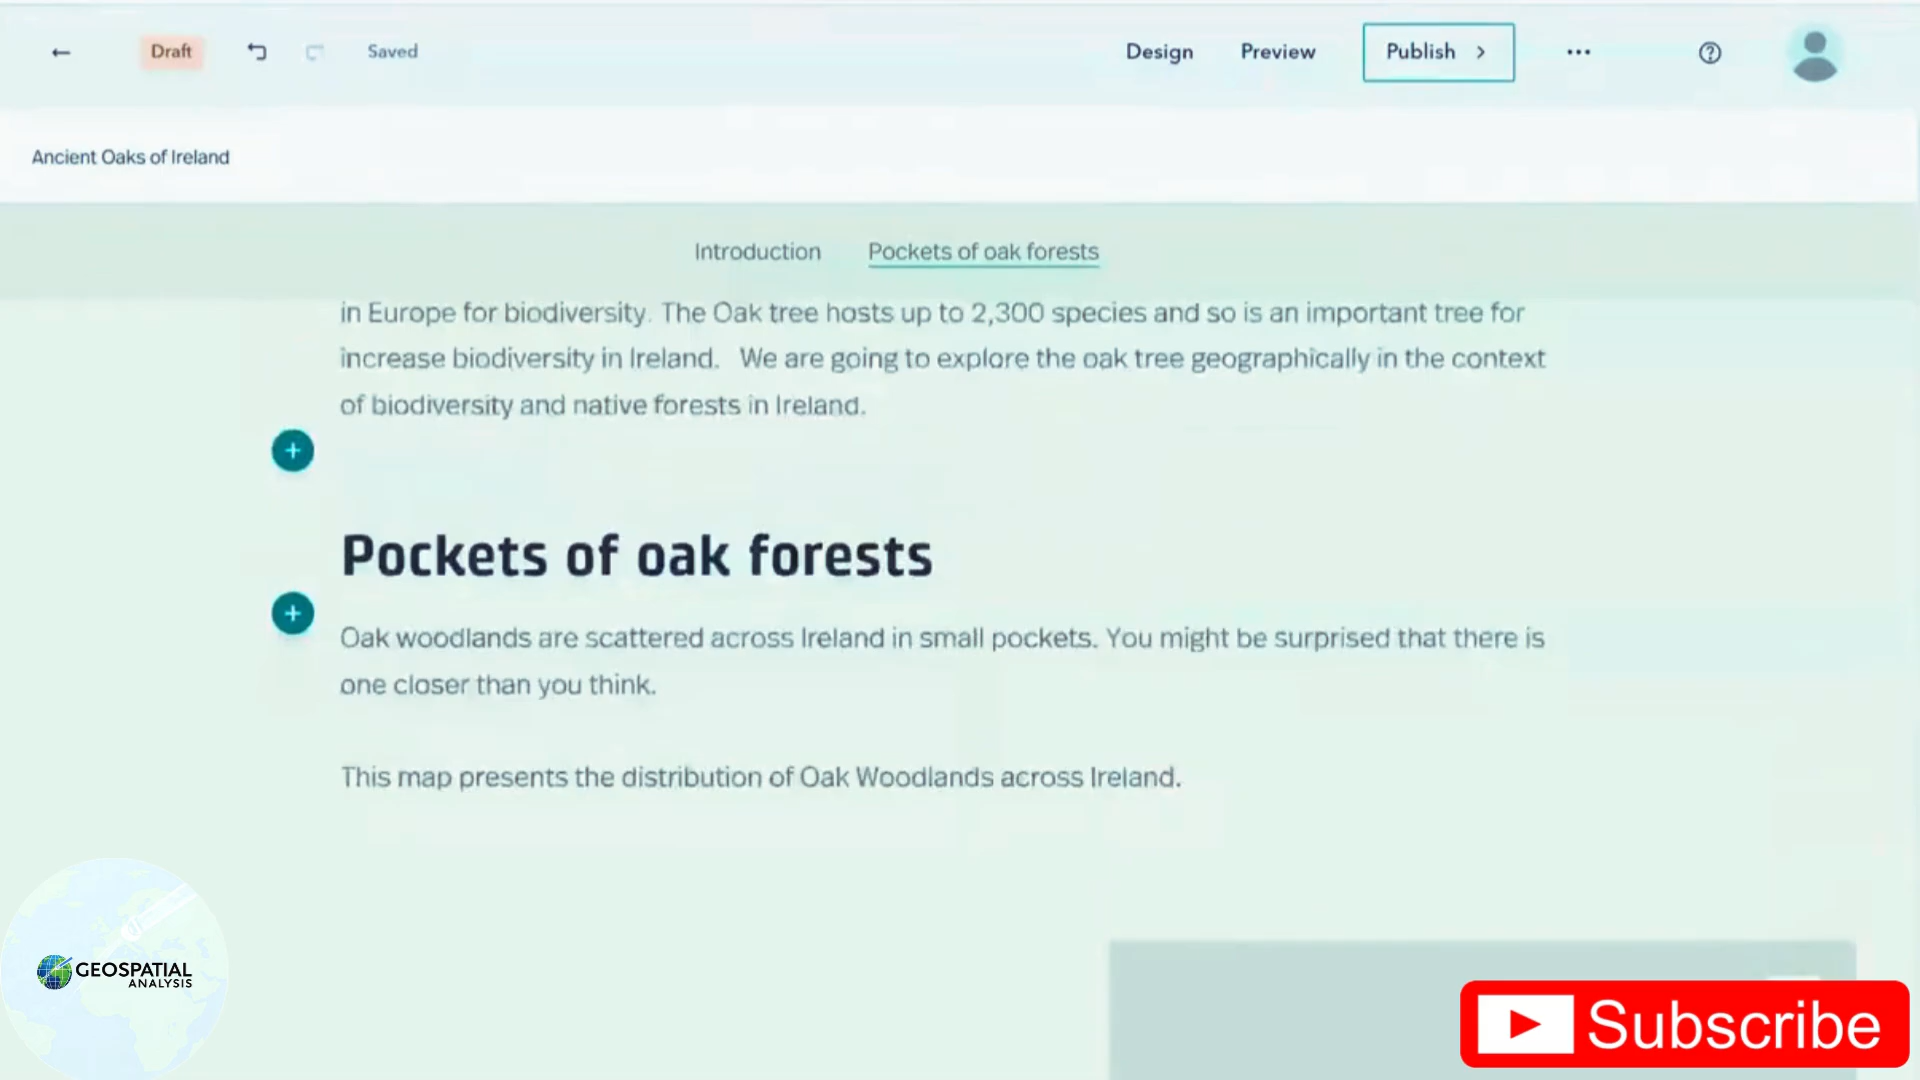 Draft
Saved
Design
Preview
Publish
Ancient Oaks of Ireland
Introduction
Pockets of oak forests
in Europe for biodiversity. The Oak tree hosts up to 2,300 species and so is an important tree for
increase biodiversity in Ireland. We are going to explore the oak tree geographically in the context
of biodiversity and native forests in Ireland.
Pockets of oak forests
Oak woodlands are scattered across Ireland in small pockets. You might be surprised that there is
one closer than you think.
This map presents the distribution of Oak Woodlands across Ireland.
GEOSPATIAL
ANALYSIS
Subscribe